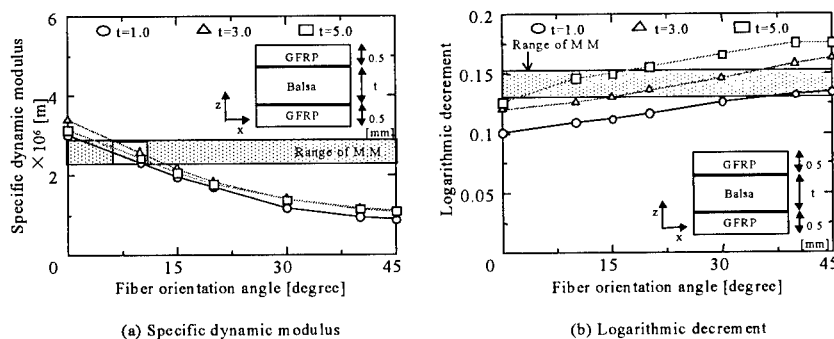 (a)
6
4
2
0
0
15
30
45
Specific dynamic modulus
×10⁶ [m]
t=1.0
t=3.0
t=5.0
GFRP
Balsa
GFRP
0.5
t
0.5
[mm]
z
x
Range of M.M
Fiber orientation angle [degree]
(a) Specific dynamic modulus
(b)
0.20
0.15
0.1
0.05
0
0
15
30
45
Logarithmic decrement
t=1.0
t=3.0
t=5.0
Range of M M
GFRP
Balsa
GFRP
0 5
t
0 5
[mm]
z
x
Fiber orientation angle [degree]
(b) Logarithmic decrement